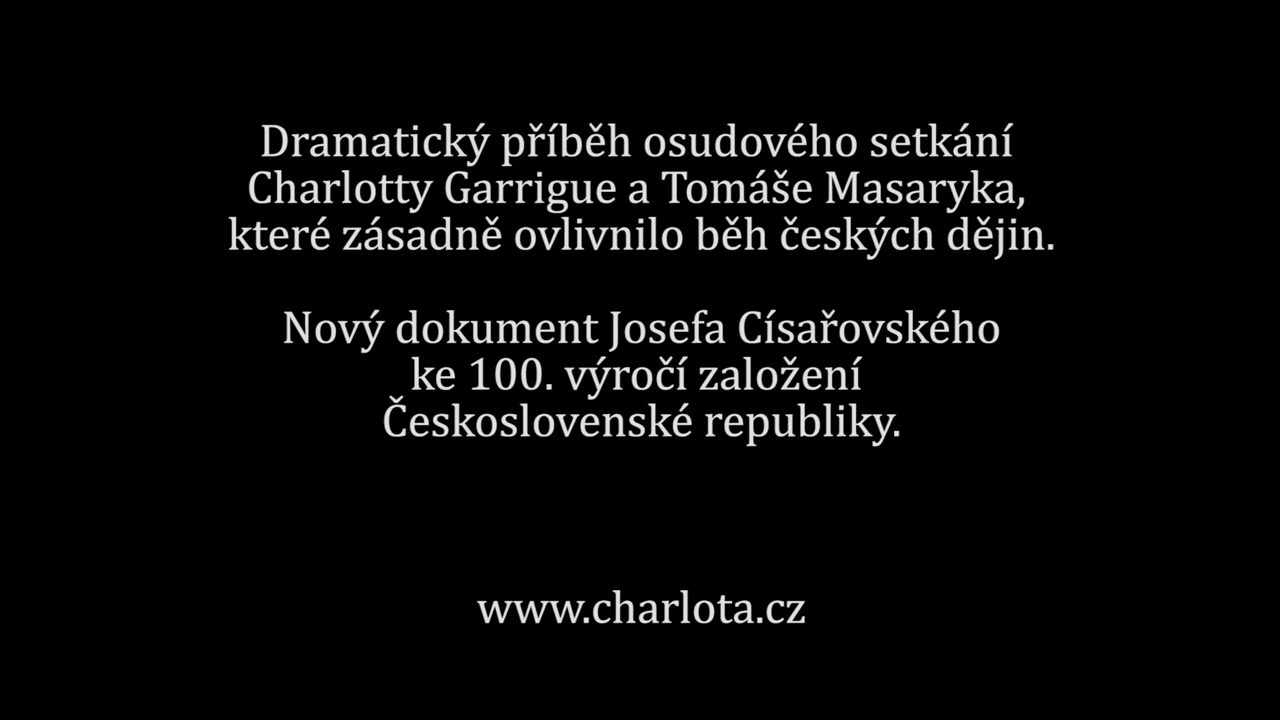 Dramatický příběh osudového setkání
Charlotty Garrigue a Tomáše Masaryka,
které zásadně ovlivnilo běh českých dějin.
Nový dokument Josefa Císařovského
ke 100. výročí založení
Československé republiky.
www.charlota.cz